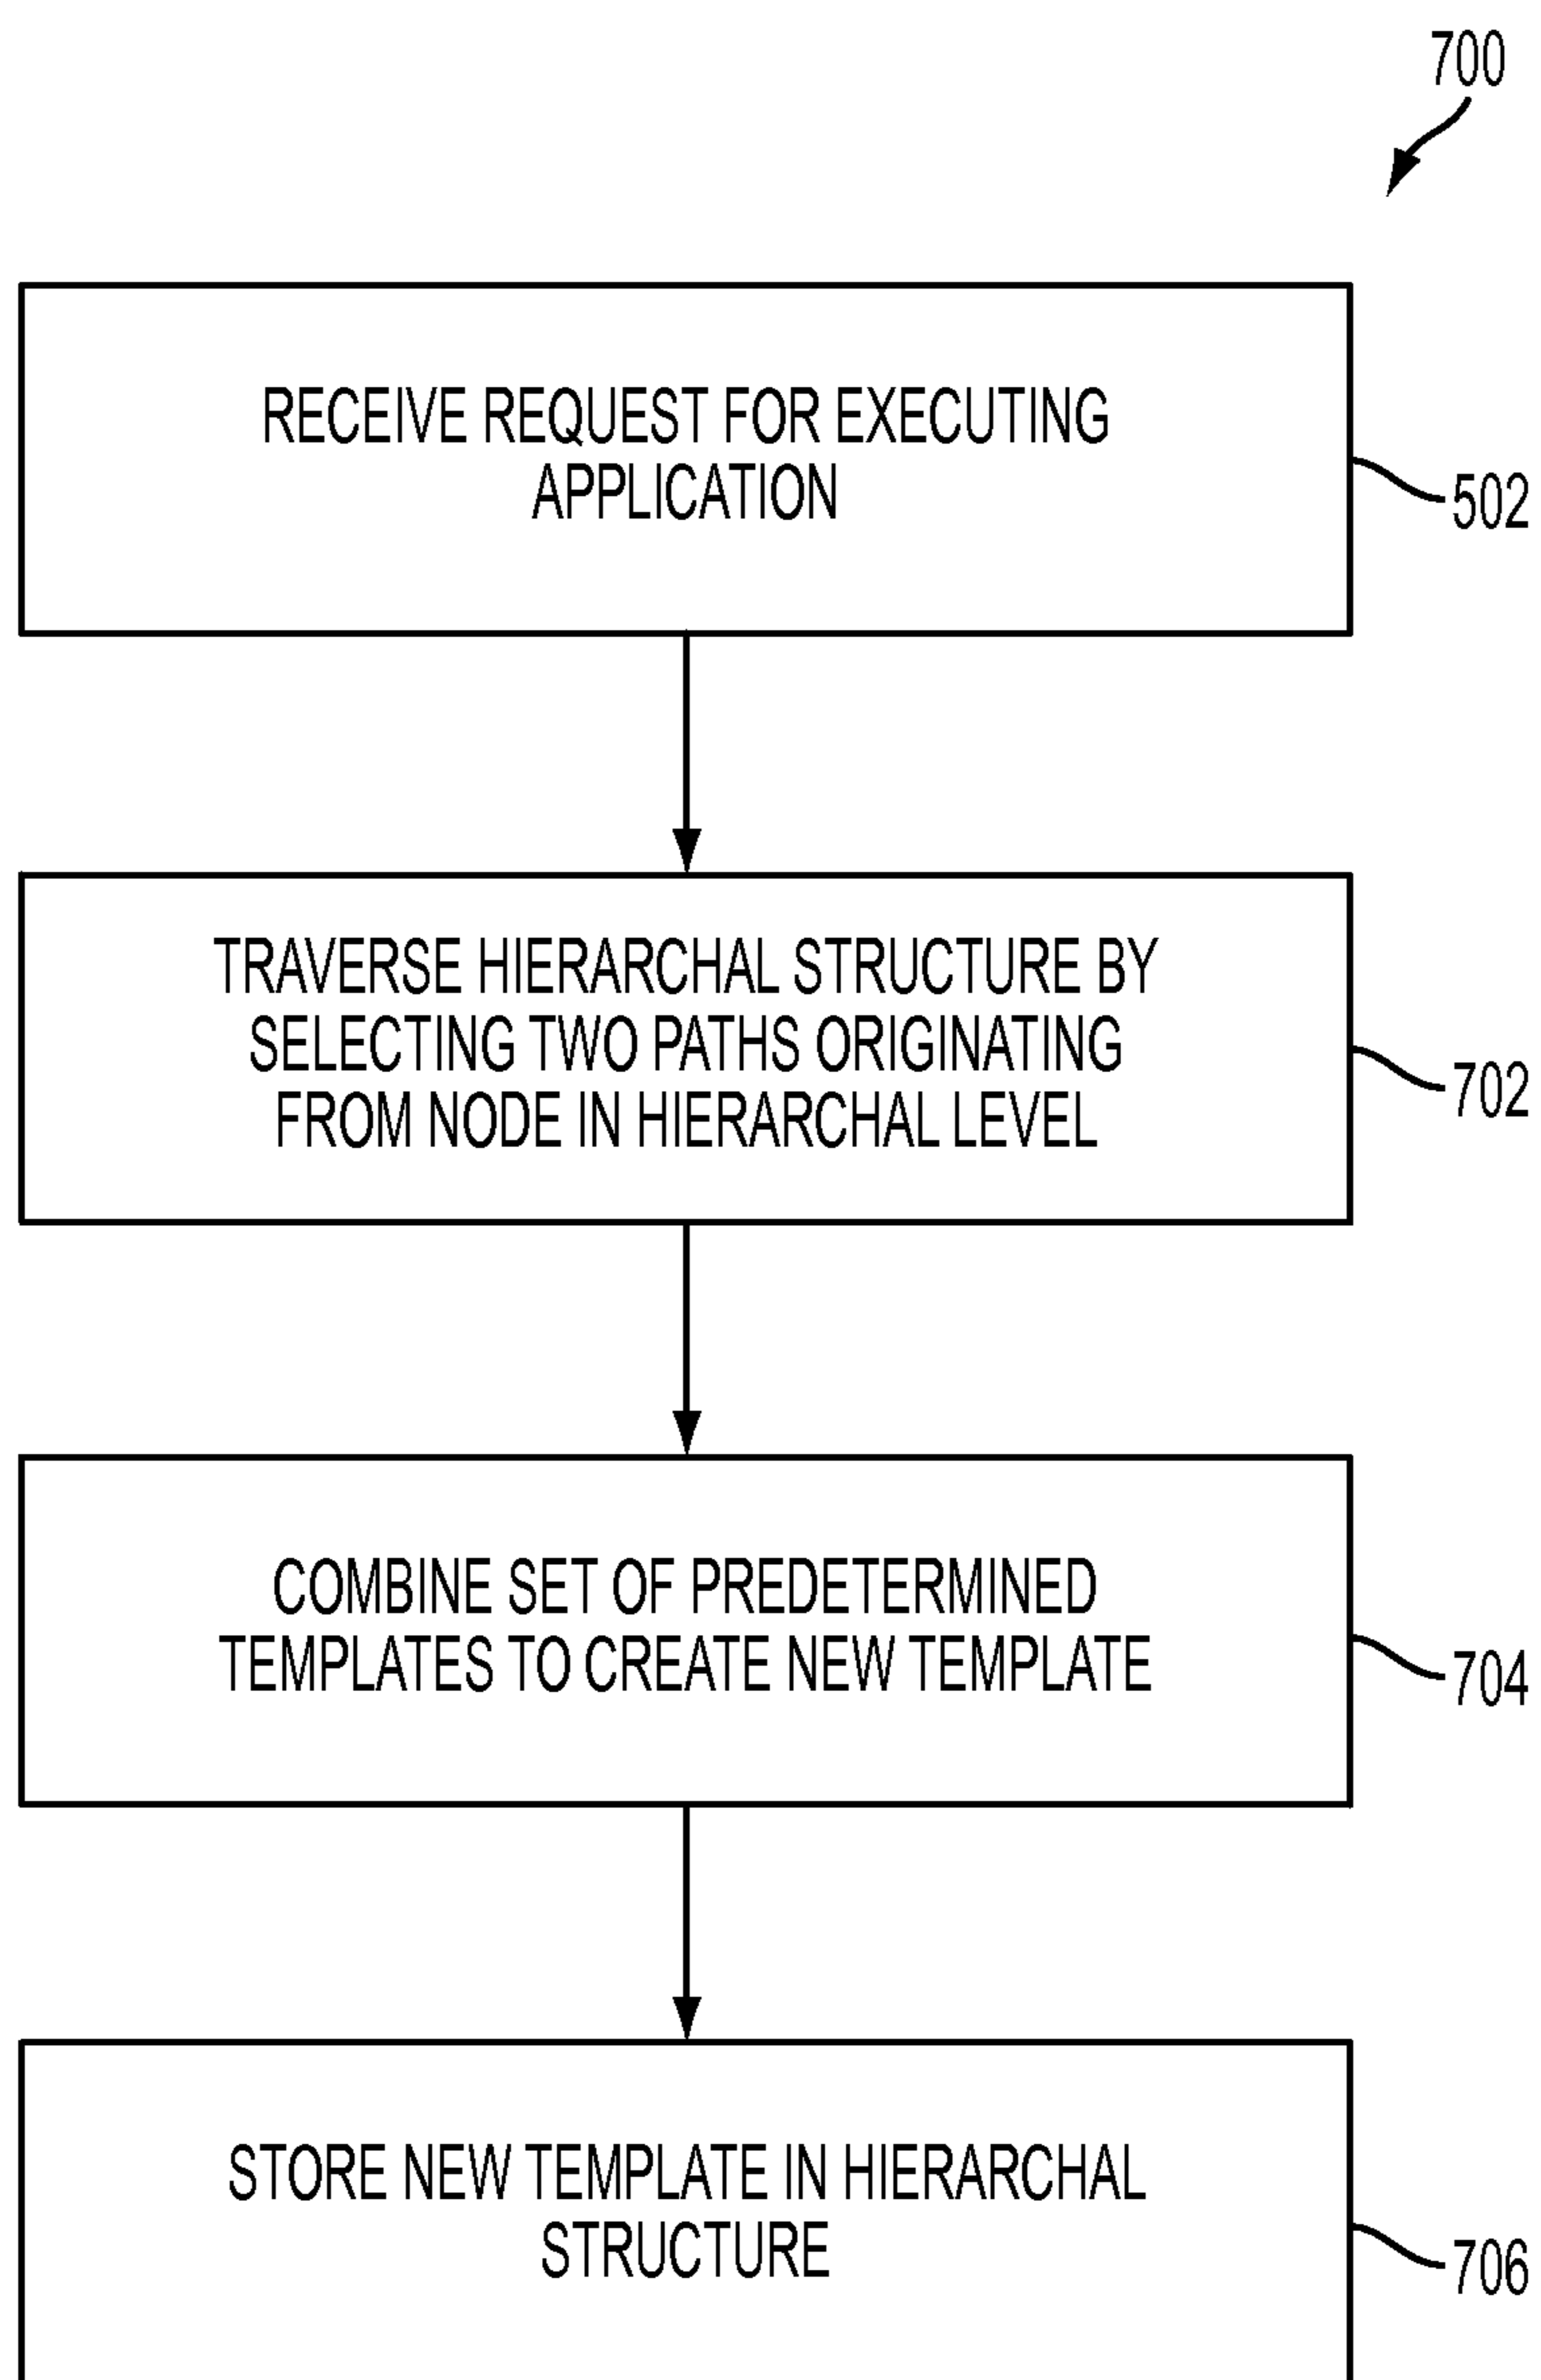 700
RECEIVE REQUEST FOR EXECUTING
APPLICATION
502
TRAVERSE HIERARCHAL STRUCTURE BY
SELECTING TWO PATHS ORIGINATING
FROM NODE IN HIERARCHAL LEVEL
702
COMBINE SET OF PREDETERMINED
TEMPLATES TO CREATE NEW TEMPLATE
704
STORE NEW TEMPLATE IN HIERARCHAL
STRUCTURE
706